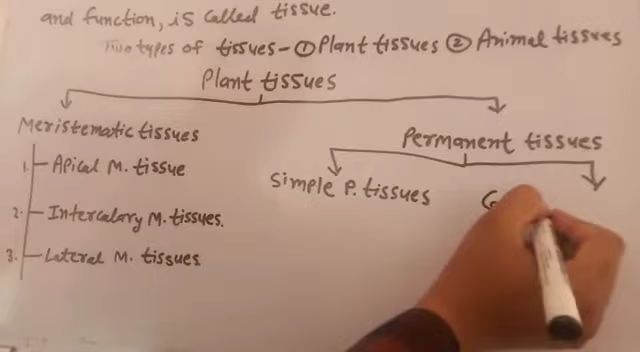 and function, is called tissue.
Two types of tissues - ① Plant tissues ② Animal tissues
Plant tissues
Meristematic tissues
Permanent tissues
1. Apical M. tissue
Simple P. tissues
2. Intercalary M. tissues.
3. Lateral M. tissues